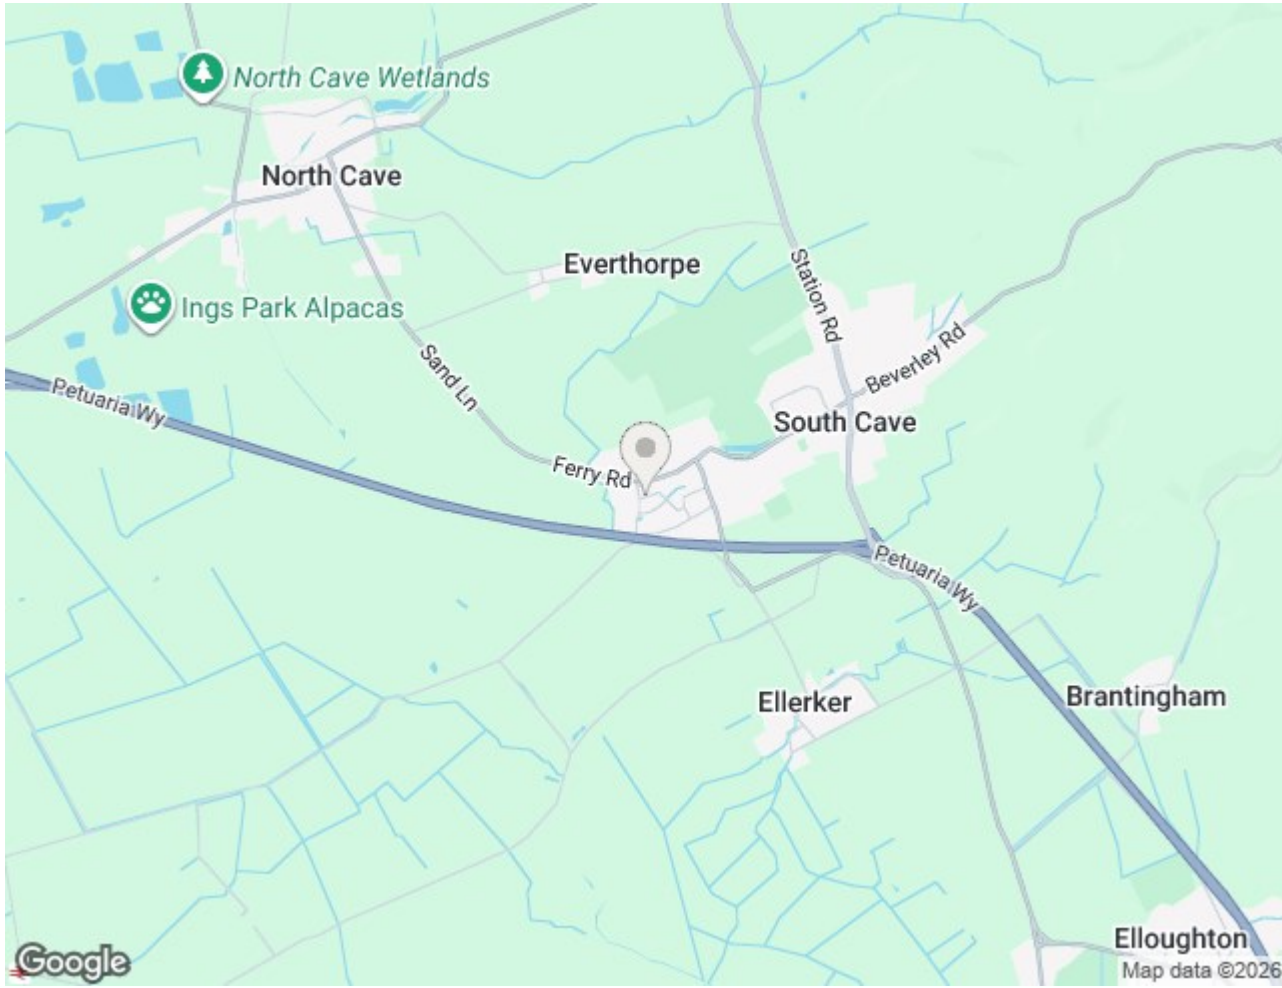 North Cave Wetlands
North Cave
Everthorpe
Station Rd
Ings Park Alpacas
Sand Ln
Beverley Rd
Petuaria Wy
South Cave
Ferry Rd
Petuaria Wy
Ellerker
Brantingham
Elloughton
Google
Map data ©2026